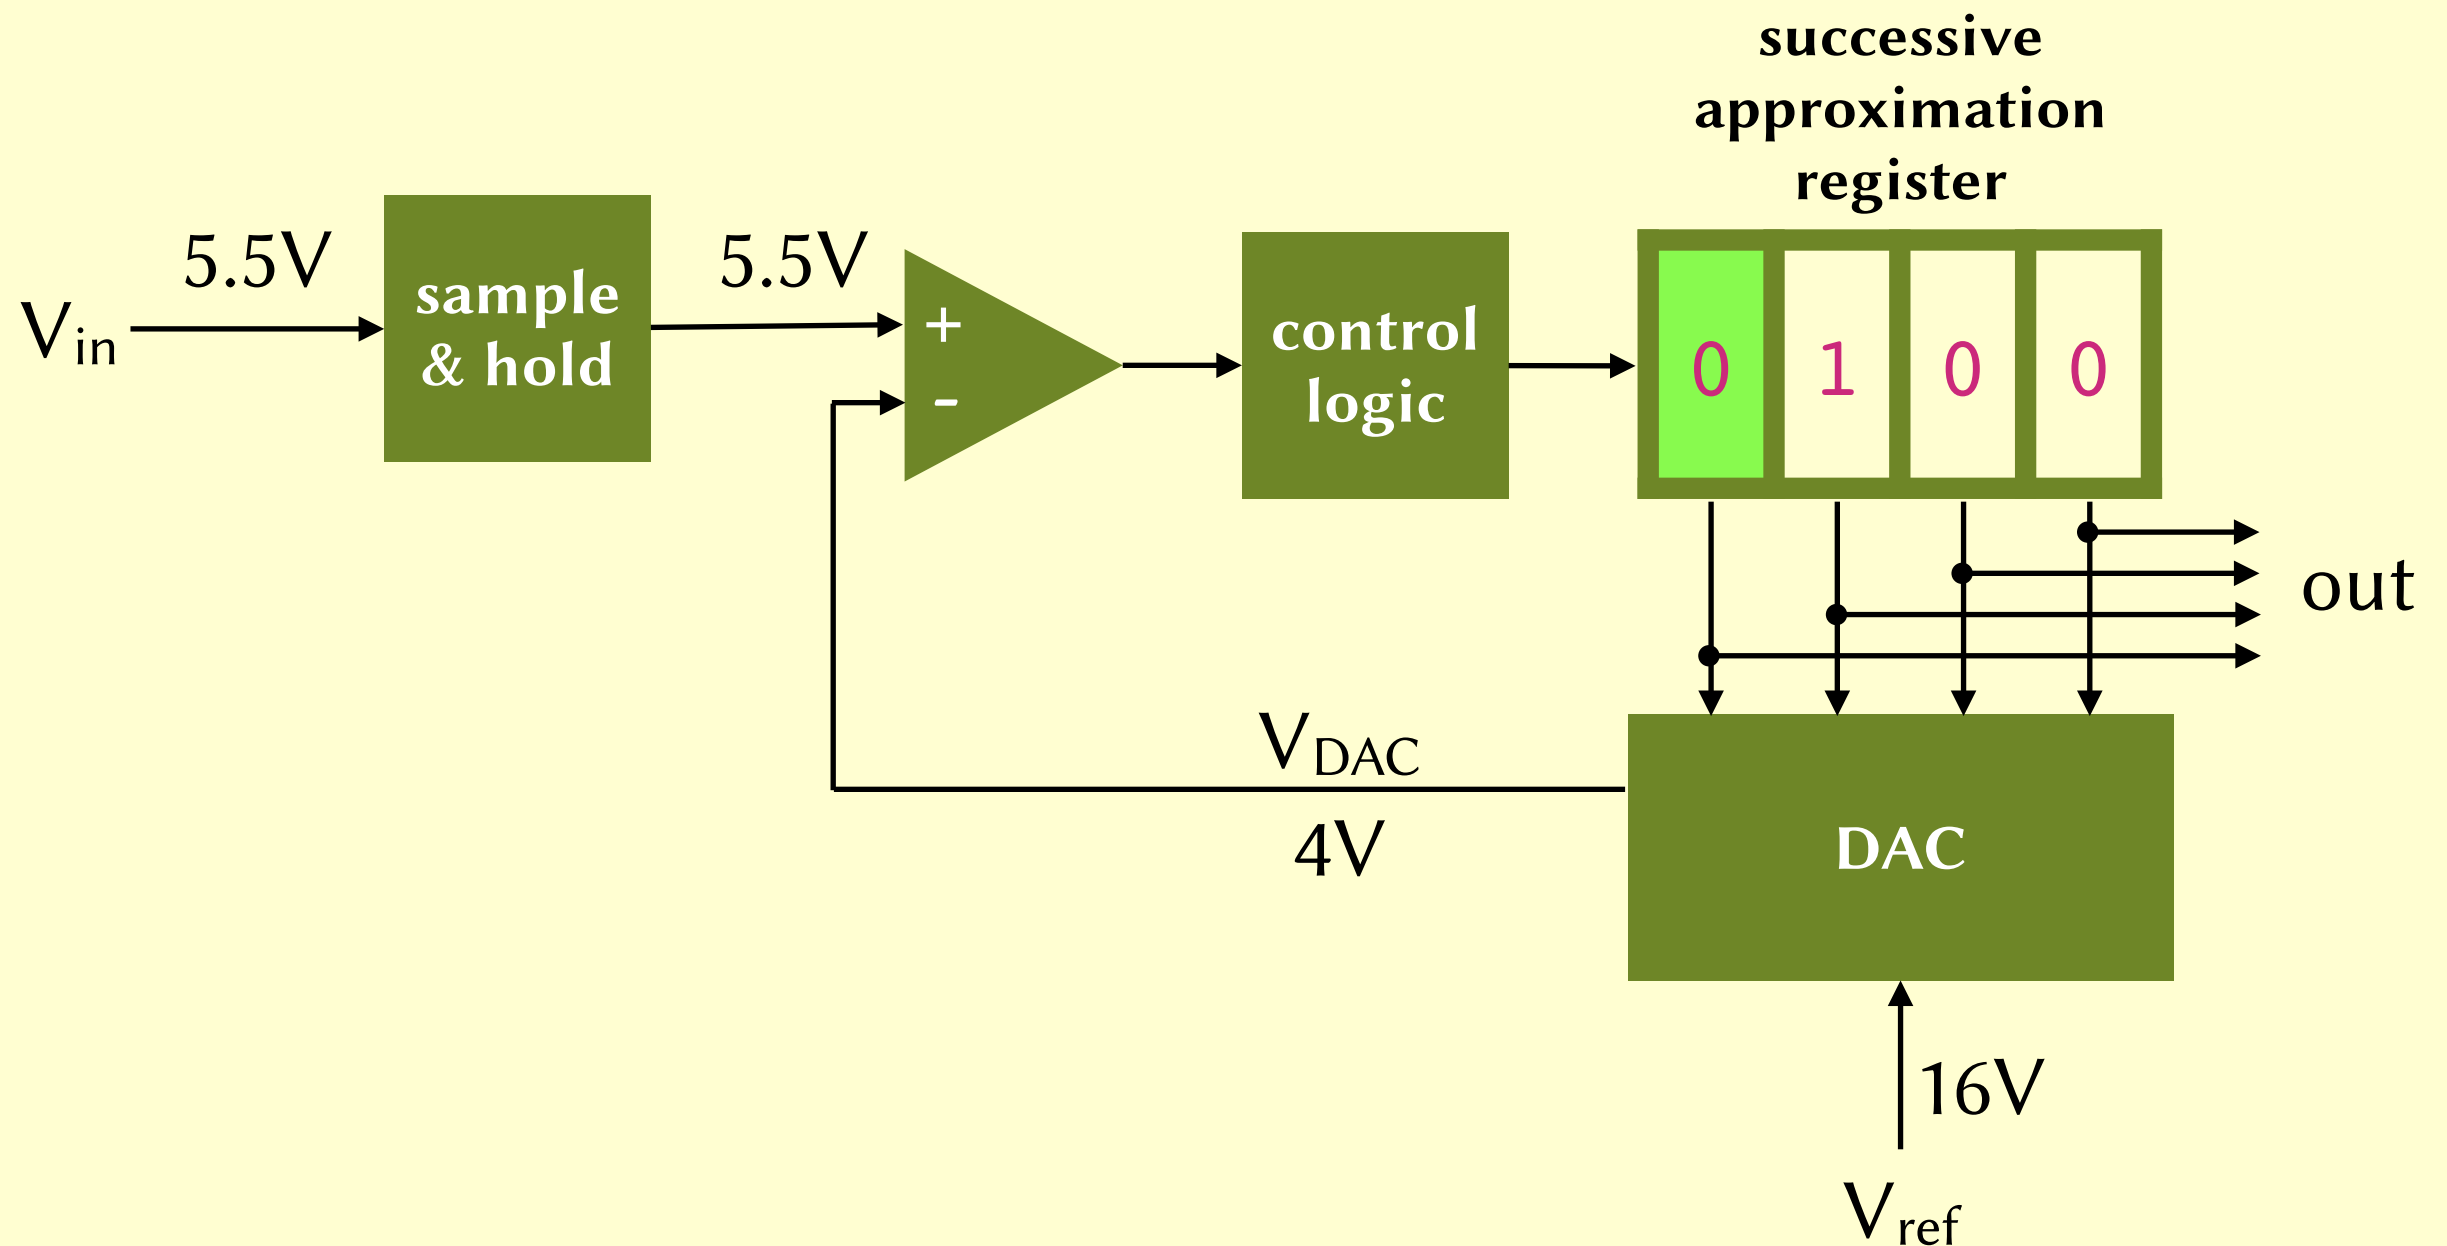 successive
approximation
register
5.5V
5.5V
Vin
sample
& hold
+
-
control
logic
0 1 0 0
out
VDAC
4V
DAC
16V
Vref